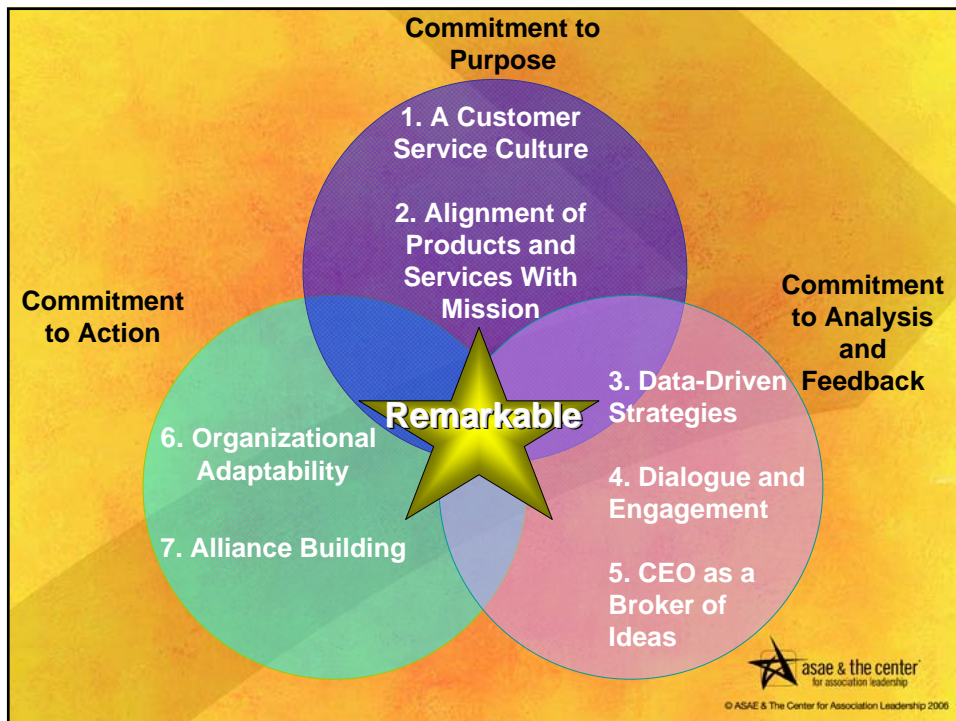 Commitment to
Purpose
1. A Customer
Service Culture
2. Alignment of
Products and
Services With
Mission
Commitment
to Action
Commitment
to Analysis
and
Feedback
Remarkable
3. Data-Driven
Strategies
4. Dialogue and
Engagement
5. CEO as a
Broker of
Ideas
6. Organizational
Adaptability
7. Alliance Building
asae & the center
for association leadership
© ASAE & The Center for Association Leadership 2006